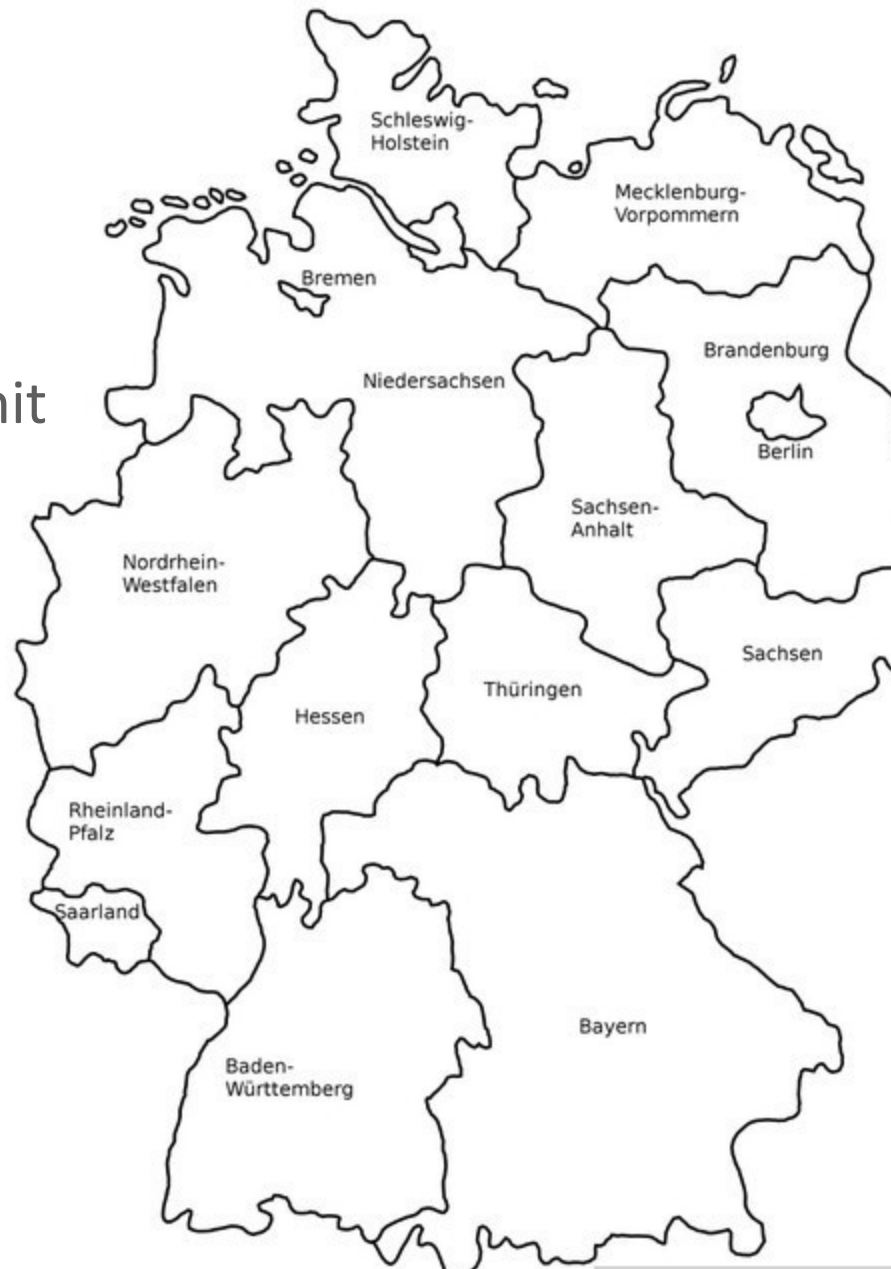 Schleswig-
Holstein
Mecklenburg-
Vorpommern
Bremen
Brandenburg
Niedersachsen
Berlin
Sachsen-
Anhalt
Nordrhein-
Westfalen
Sachsen
Thüringen
Hessen
Rheinland-
Pfalz
Saarland
Bayern
Baden-
Württemberg